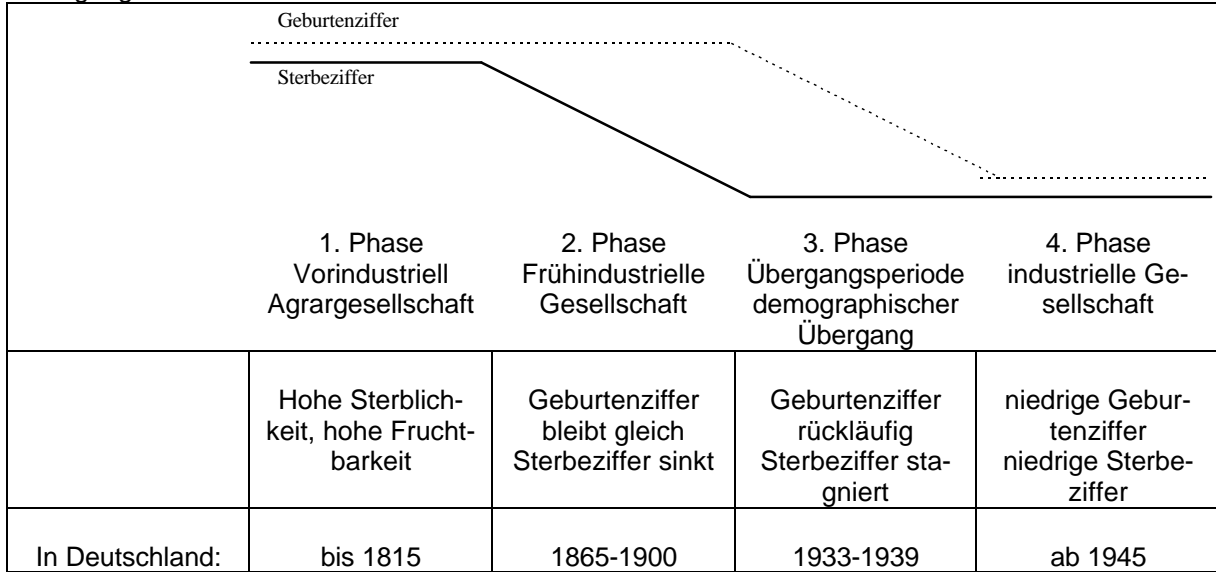 Geburtenziffer
Sterbeziffer
1. Phase
Vorindustriell
Agrargesellschaft
2. Phase
Frühindustrielle
Gesellschaft
3. Phase
Übergangsperiode
demographischer
Übergang
4. Phase
industrielle Ge-
sellschaft
Hohe Sterblich-
keit, hohe Frucht-
barkeit
Geburtenziffer
bleibt gleich
Sterbeziffer sinkt
Geburtenziffer
rückläufig
Sterbeziffer sta-
gniert
niedrige Gebur-
tenziffer
niedrige Sterbe-
ziffer
In Deutschland:
bis 1815
1865-1900
1933-1939
ab 1945